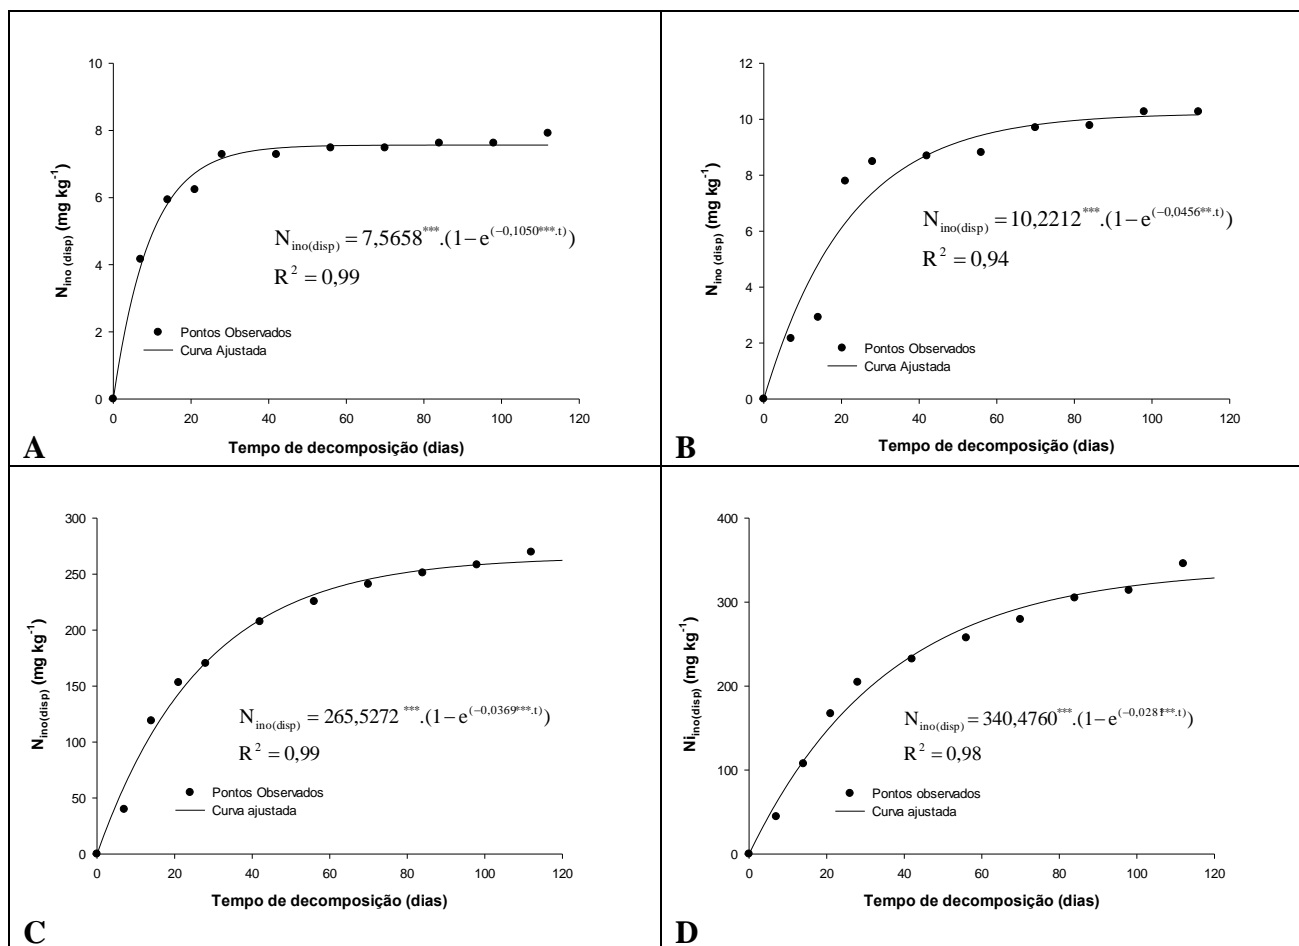 10
8
6
4
2
0
N ino (disp) (mg kg-1)
N ino(disp) = 7,5658***.(1− e(−0,1050***.t))
R2 = 0,99
Pontos Observados
Curva Ajustada
0 20 40 60 80 100 120
Tempo de decomposição (dias)
A
12
10
8
6
4
2
0
N ino (disp) (mg kg-1)
N ino(disp) = 10,2212***.(1− e(−0,0456**.t))
R2 = 0,94
Pontos Observados
Curva Ajustada
0 20 40 60 80 100 120
Tempo de decomposição (dias)
B
300
250
200
150
100
50
0
N ino(disp) (mg kg-1)
N ino(disp) = 265,5272 ***.(1− e(−0,0369***.t))
R2 = 0,99
Pontos Observados
Curva ajustada
0 20 40 60 80 100 120
Tempo de decomposição (dias)
C
400
300
200
100
0
Ni ino(disp) (mg kg-1)
N ino(disp) = 340,4760***.(1− e(−0,0281***.t))
R2 = 0,98
Pontos observados
Curva ajustada
0 20 40 60 80 100 120
Tempo de decomposição (dias)
D